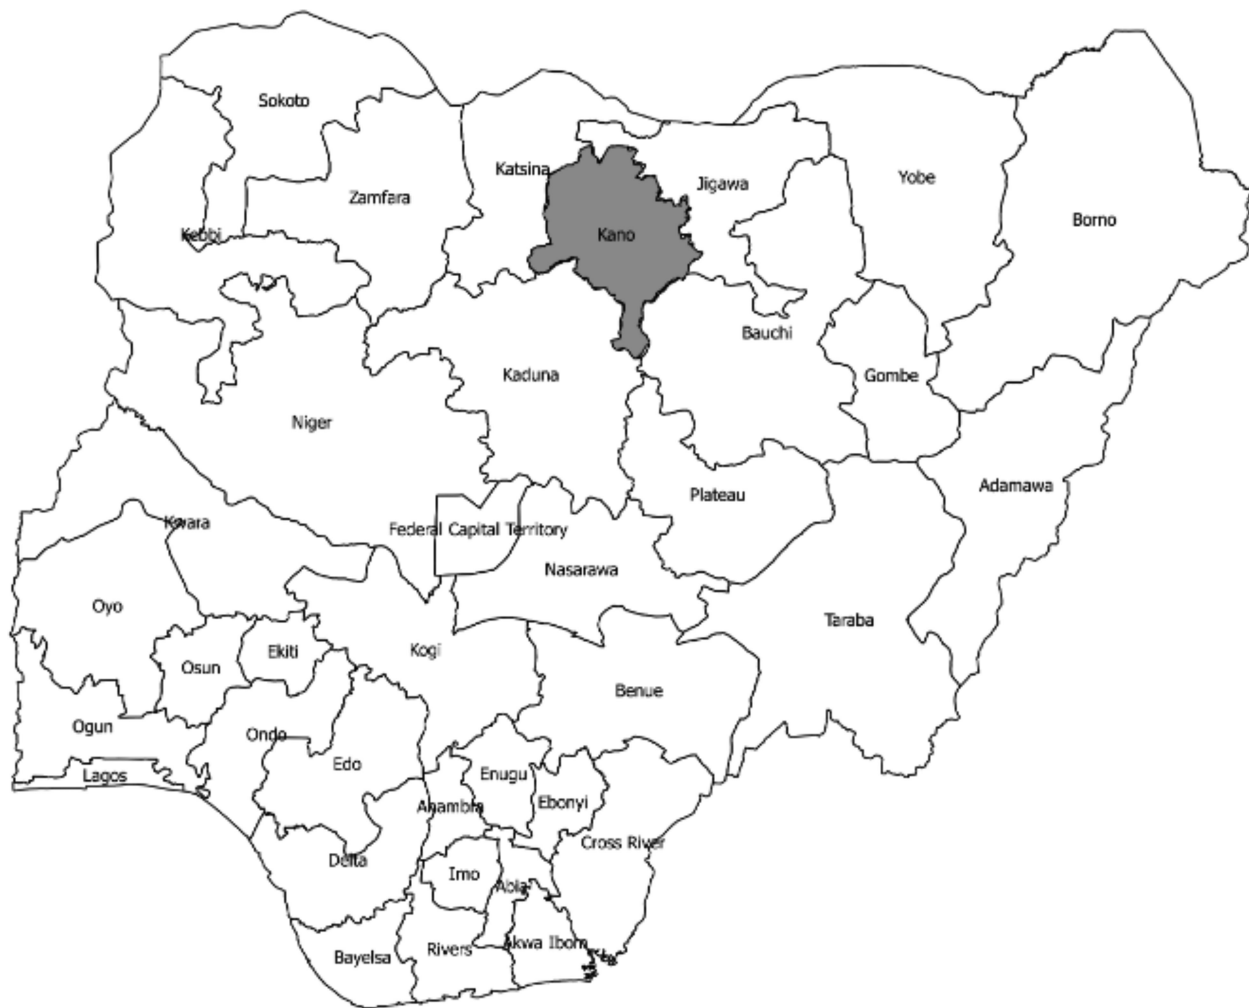 Sokoto
Katsina
Jigawa
Yobe
Zamfara
Borno
Kebbi
Kano
Bauchi
Kaduna
Gombe
Niger
Adamawa
Plateau
Kwara
Federal Capital Territory
Nasarawa
Oyo
Taraba
Ekiti
Kogi
Osun
Benue
Ogun
Ondo
Edo
Lagos
Enugu
Anambra
Ebonyi
Cross River
Delta
Imo
Abia
Akwa Ibom
Rivers
Bayelsa